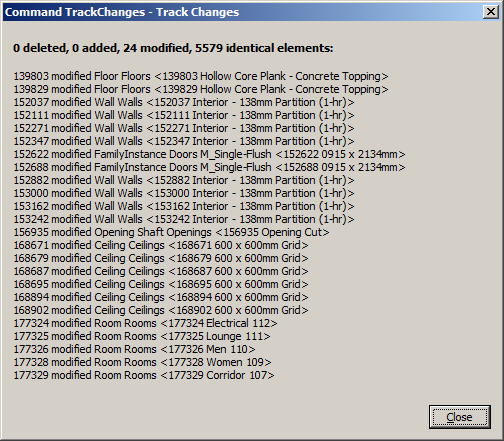 Command TrackChanges - Track Changes
0 deleted, 0 added, 24 modified, 5579 identical elements:
139803 modified Floor Floors <139803 Hollow Core Plank - Concrete Topping>
139829 modified Floor Floors <139829 Hollow Core Plank - Concrete Topping>
152037 modified Wall Walls <152037 Interior - 138mm Partition (1-hr)>
152111 modified Wall Walls <152111 Interior - 138mm Partition (1-hr)>
152271 modified Wall Walls <152271 Interior - 138mm Partition (1-hr)>
152347 modified Wall Walls <152347 Interior - 138mm Partition (1-hr)>
152622 modified FamilyInstance Doors M_Single-Flush <152622 0915 x 2134mm>
152688 modified FamilyInstance Doors M_Single-Flush <152688 0915 x 2134mm>
152882 modified Wall Walls <152882 Interior - 138mm Partition (1-hr)>
153000 modified Wall Walls <153000 Interior - 138mm Partition (1-hr)>
153162 modified Wall Walls <153162 Interior - 138mm Partition (1-hr)>
153242 modified Wall Walls <153242 Interior - 138mm Partition (1-hr)>
156935 modified Opening Shaft Openings <156935 Opening Cut>
168671 modified Ceiling Ceilings <168671 600 x 600mm Grid>
168679 modified Ceiling Ceilings <168679 600 x 600mm Grid>
168687 modified Ceiling Ceilings <168687 600 x 600mm Grid>
168695 modified Ceiling Ceilings <168695 600 x 600mm Grid>
168894 modified Ceiling Ceilings <168894 600 x 600mm Grid>
168902 modified Ceiling Ceilings <168902 600 x 600mm Grid>
177324 modified Room Rooms <177324 Electrical 112>
177325 modified Room Rooms <177325 Lounge 111>
177326 modified Room Rooms <177326 Men 110>
177328 modified Room Rooms <177328 Women 109>
177329 modified Room Rooms <177329 Corridor 107>
Close